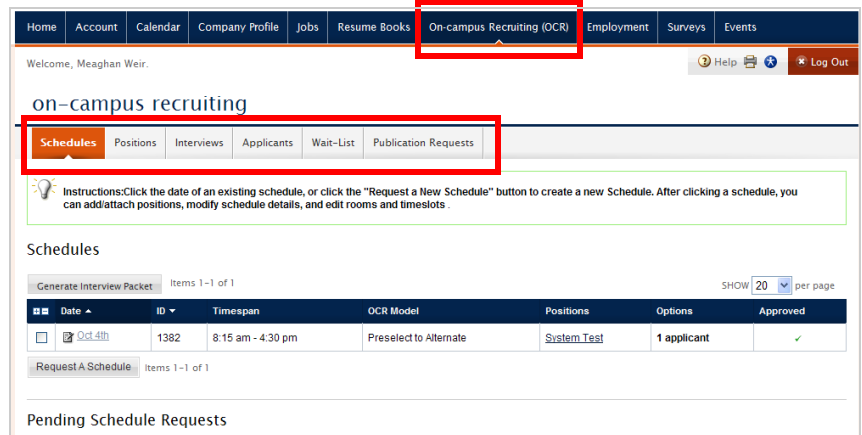 Home Account Calendar Company Profile Jobs Resume Books On-campus Recruiting (OCR) Employment Surveys Events
Welcome, Meaghan Weir.
Help Log Out
on-campus recruiting
Schedules Positions Interviews Applicants Wait-List Publication Requests
Instructions:Click the date of an existing schedule, or click the "Request a New Schedule" button to create a new Schedule. After clicking a schedule, you
can add/attach positions, modify schedule details, and edit rooms and timeslots .
Schedules
Generate Interview Packet Items 1-1 of 1 SHOW 20 per page
Date ID Timespan OCR Model Positions Options Approved
Oct 4th 1382 8:15 am - 4:30 pm Preselect to Alternate System Test 1 applicant
Request A Schedule Items 1-1 of 1
Pending Schedule Requests